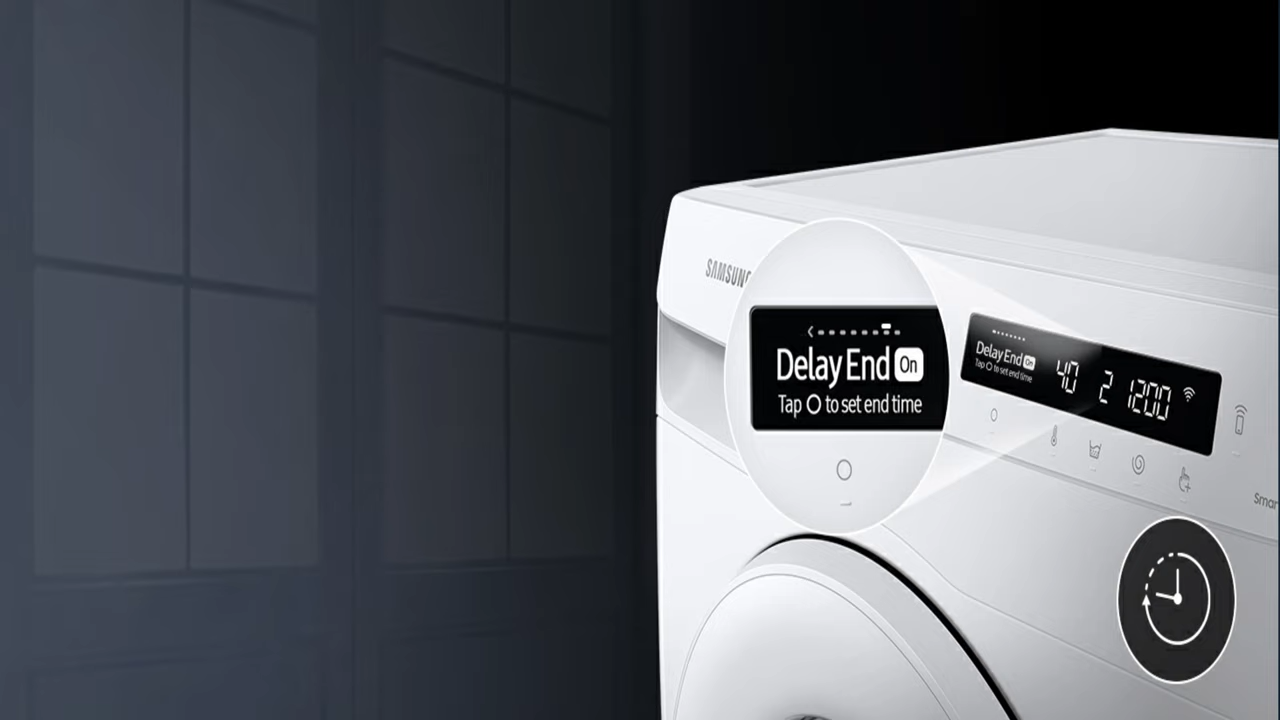 SAMSUNG
Delay End On
Tap O to set end time
Delay End On
Tap O to set end time
40 2 1200
Smar